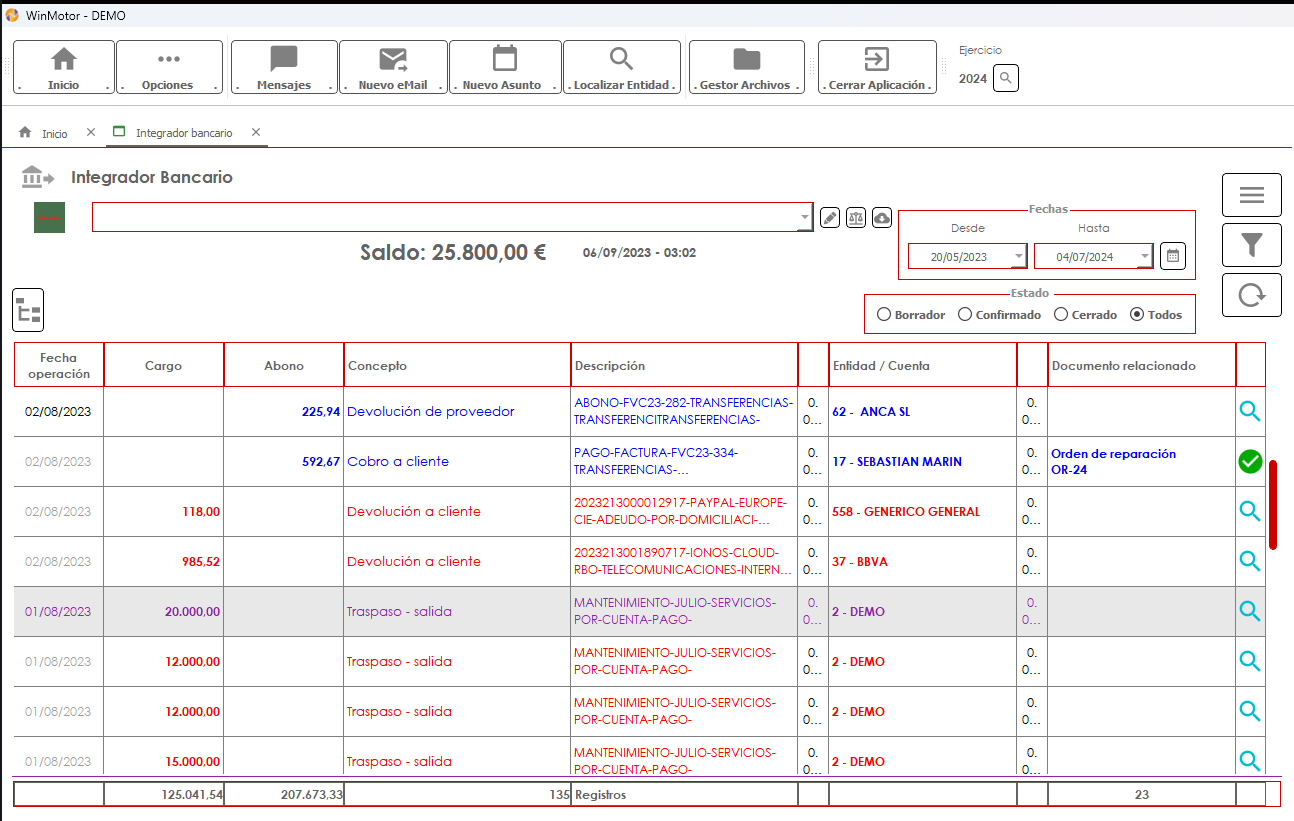 WinMotor - DEMO
Inicio
Opciones
Mensajes
Nuevo eMail
Nuevo Asunto
Localizar Entidad
Gestor Archivos
Cerrar Aplicación
Ejercicio
2024
Inicio
Integrador bancario
Integrador Bancario
Saldo: 25.800,00 €
06/09/2023 - 03:02
Fechas
Desde Hasta
20/05/2023 04/07/2024
Estado
Borrador Confirmado Cerrado Todos
Fecha operación Cargo Abono Concepto Descripción Entidad / Cuenta Documento relacionado
02/08/2023 225,94 Devolución de proveedor ABONO-FVC23-282-TRANSFERENCIAS- 0. 62 - ANCA SL 0.
TRANSFERENCITRANSFERENCIAS- 0... 0...
02/08/2023 592,67 Cobro a cliente PAGO-FACTURA-FVC23-334- 0. 17 - SEBASTIAN MARIN 0. Orden de reparación
TRANSFERENCIAS-... 0... 0... OR-24
02/08/2023 118,00 Devolución a cliente 2023213000012917-PAYPAL-EUROPE- 0. 558 - GENERICO GENERAL 0.
CIE-ADEUDO-POR-DOMICILIACI-... 0... 0...
02/08/2023 985,52 Devolución a cliente 2023213001890717-IONOS-CLOUD- 0. 37 - BBVA 0.
RBO-TELECOMUNICACIONES-INTERN... 0... 0...
01/08/2023 20.000,00 Traspaso - salida MANTENIMIENTO-JULIO-SERVICIOS- 0. 2 - DEMO 0.
POR-CUENTA-PAGO- 0... 0...
01/08/2023 12.000,00 Traspaso - salida MANTENIMIENTO-JULIO-SERVICIOS- 0. 2 - DEMO 0.
POR-CUENTA-PAGO- 0... 0...
01/08/2023 12.000,00 Traspaso - salida MANTENIMIENTO-JULIO-SERVICIOS- 0. 2 - DEMO 0.
POR-CUENTA-PAGO- 0... 0...
01/08/2023 15.000,00 Traspaso - salida MANTENIMIENTO-JULIO-SERVICIOS- 0. 2 - DEMO 0.
POR-CUENTA-PAGO- 0... 0...
125.041,54 207.673,33 135 Registros 23